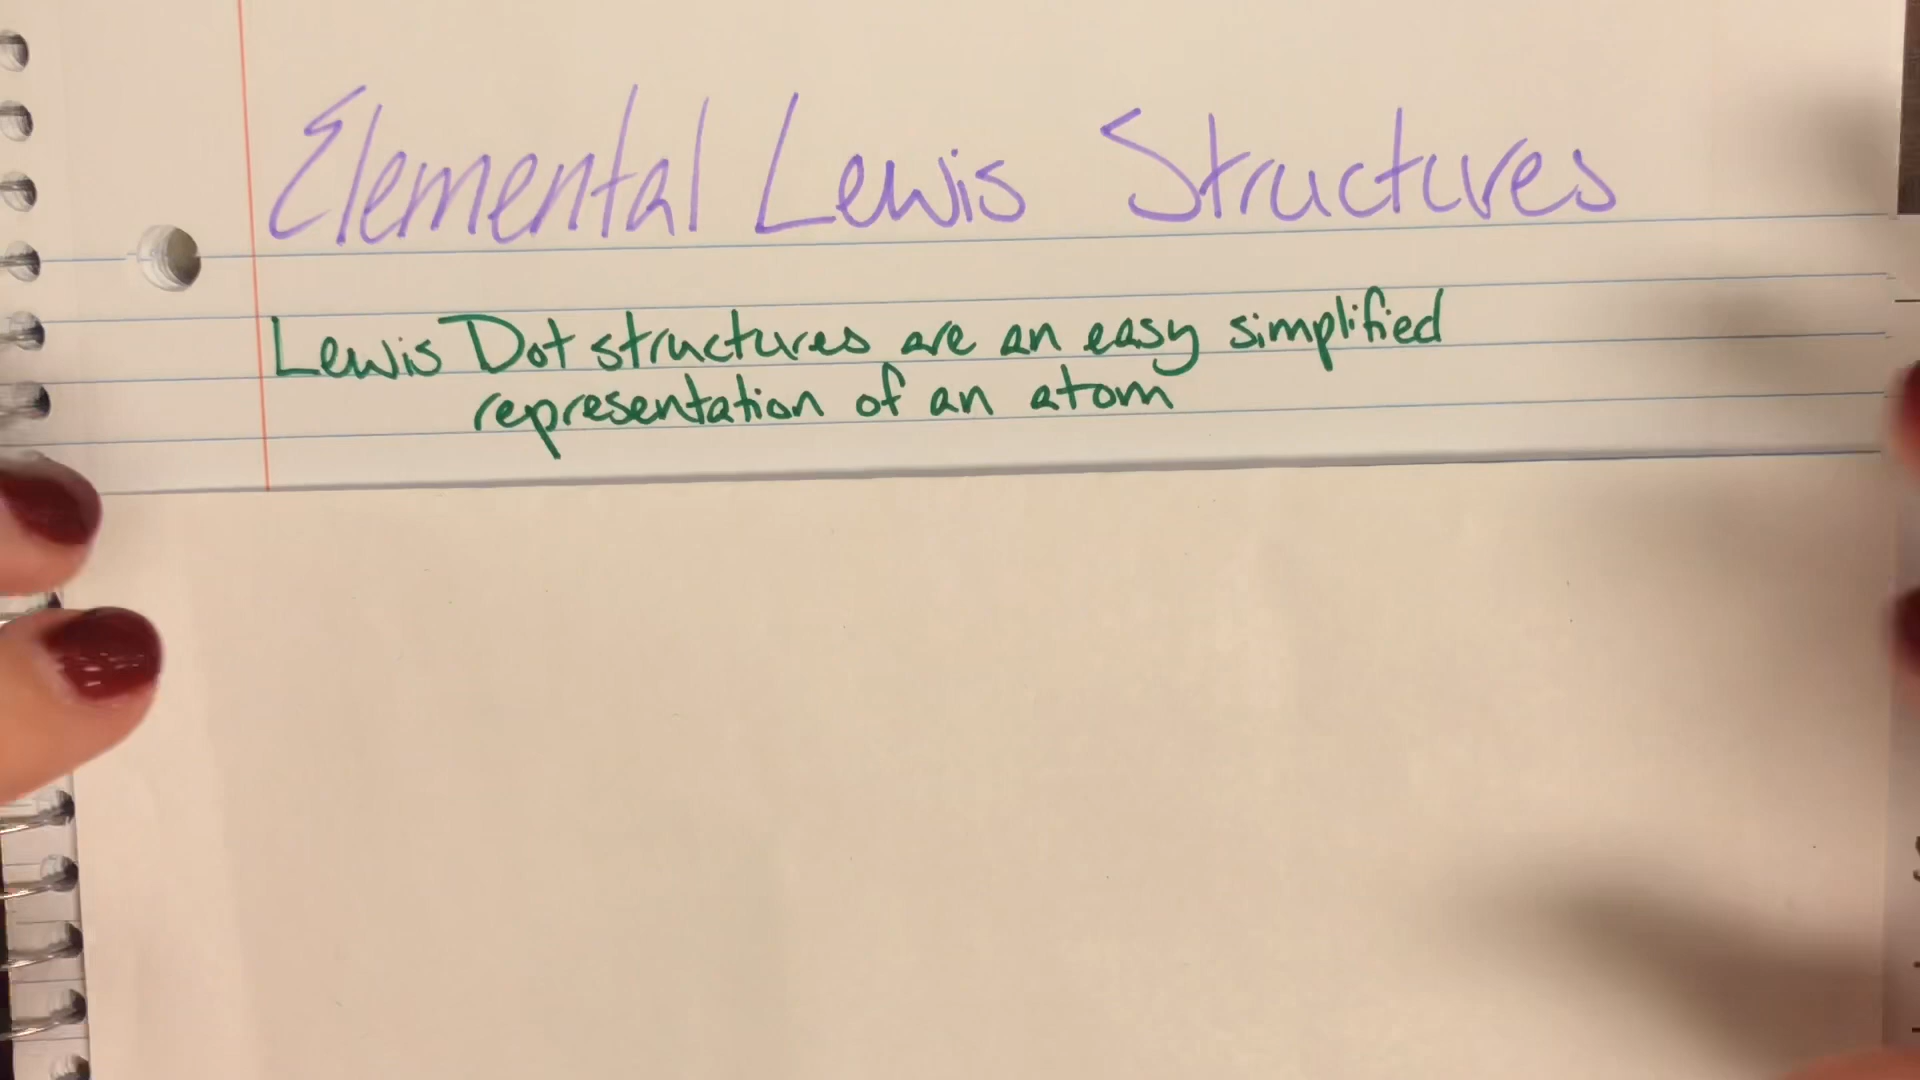 Elemental Lewis Structures
Lewis Dot structures are an easy simplified
representation of an atom